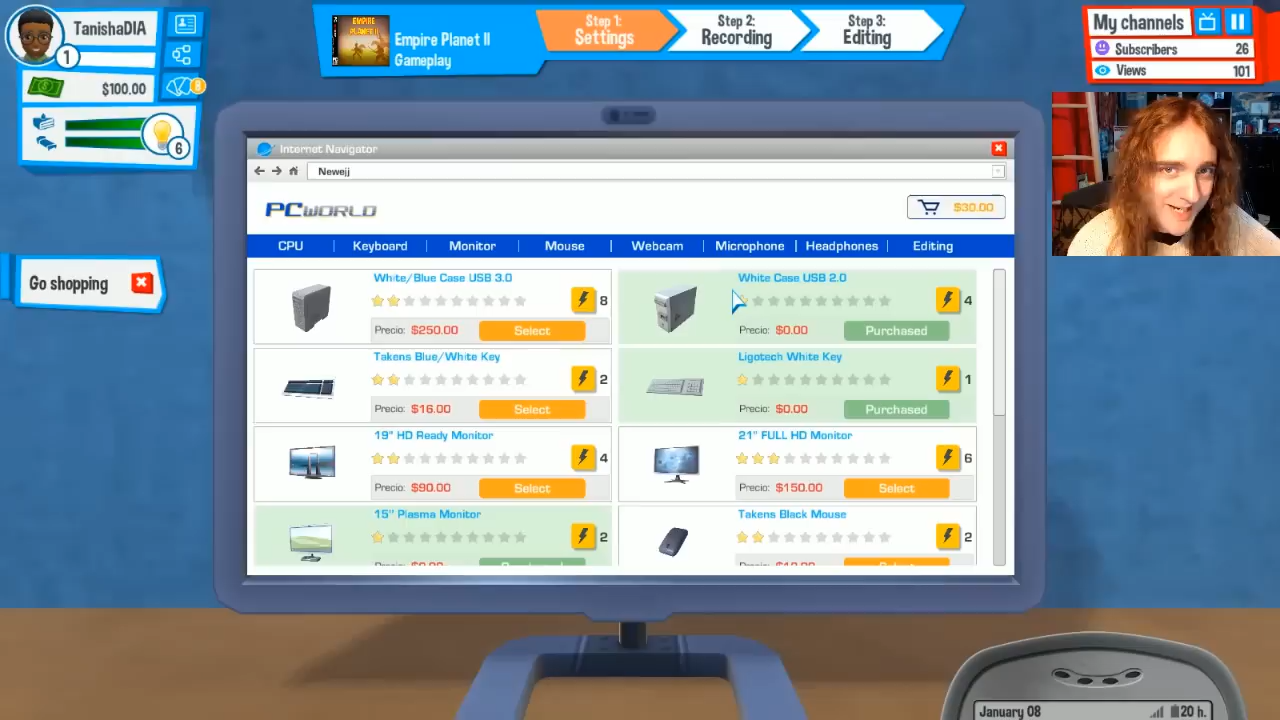 TanishaDIA
1
$100.00
8
6
EMPIRE PLANET II
Empire Planet II
Gameplay
Step 1:
Settings
Step 2:
Recording
Step 3:
Editing
My channels
Subscribers 26
Views 101
Go shopping
Internet Navigator
Newejj
PCWORLD
$30.00
CPU
Keyboard
Monitor
Mouse
Webcam
Microphone
Headphones
Editing
White/Blue Case USB 3.0
8
Precio: $250.00
Select
White Case USB 2.0
4
Precio: $0.00
Purchased
Takens Blue/White Key
2
Precio: $16.00
Select
Ligotech White Key
1
Precio: $0.00
Purchased
19" HD Ready Monitor
4
Precio: $90.00
Select
21" FULL HD Monitor
6
Precio: $150.00
Select
15" Plasma Monitor
2
Takens Black Mouse
2
January 08
20 h.